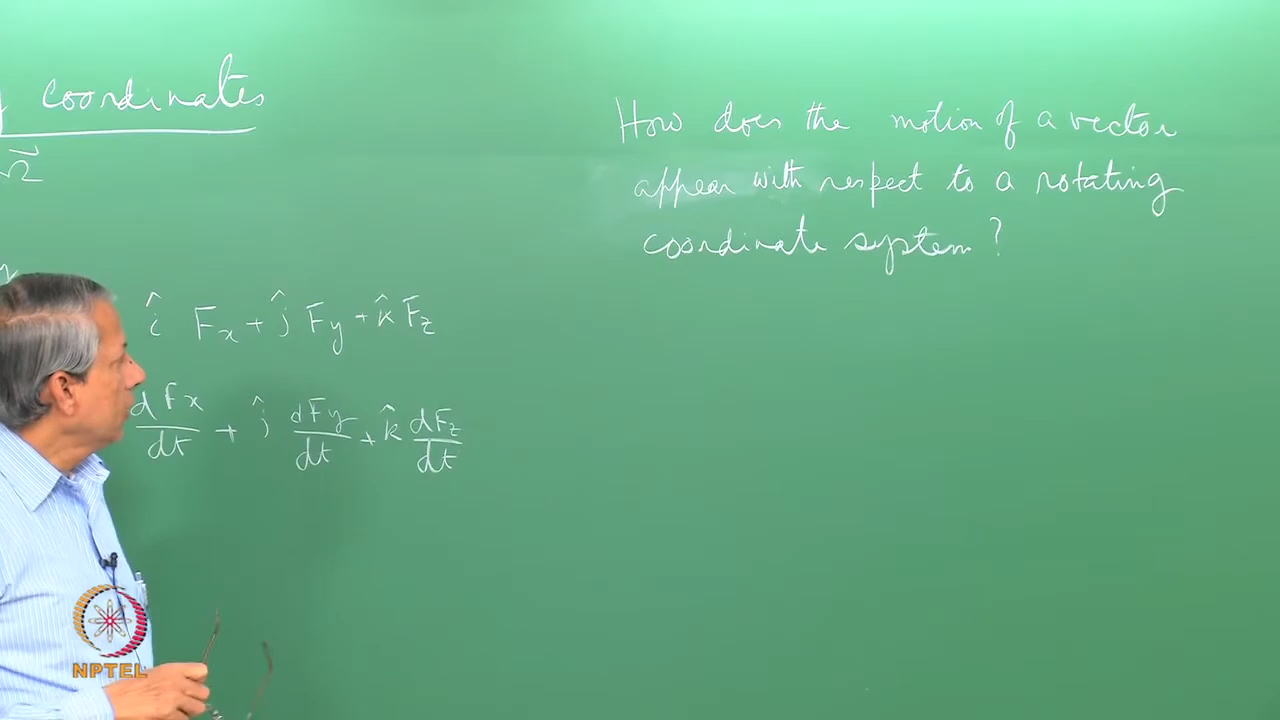 coordinates
Ω⃗
How does the motion of a vector
appear with respect to a rotating
coordinate system?
î Fx + ĵ Fy + k̂ Fz
dFx/dt + ĵ dFy/dt + k̂ dFz/dt
NPTEL